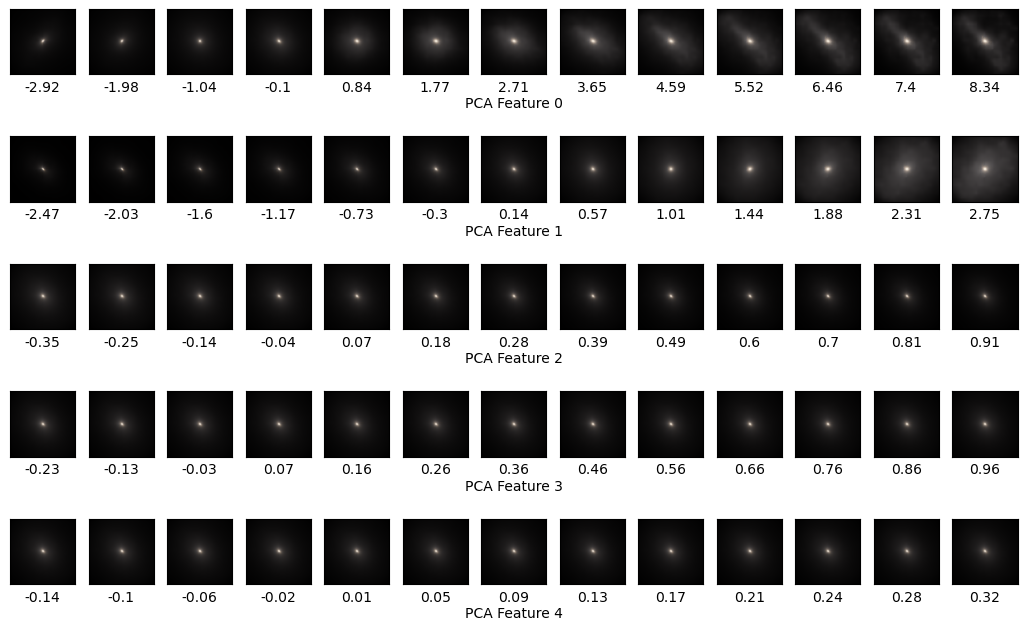 -2.92 -1.98 -1.04 -0.1 0.84 1.77 2.71 3.65 4.59 5.52 6.46 7.4 8.34
PCA Feature 0
-2.47 -2.03 -1.6 -1.17 -0.73 -0.3 0.14 0.57 1.01 1.44 1.88 2.31 2.75
PCA Feature 1
-0.35 -0.25 -0.14 -0.04 0.07 0.18 0.28 0.39 0.49 0.6 0.7 0.81 0.91
PCA Feature 2
-0.23 -0.13 -0.03 0.07 0.16 0.26 0.36 0.46 0.56 0.66 0.76 0.86 0.96
PCA Feature 3
-0.14 -0.1 -0.06 -0.02 0.01 0.05 0.09 0.13 0.17 0.21 0.24 0.28 0.32
PCA Feature 4